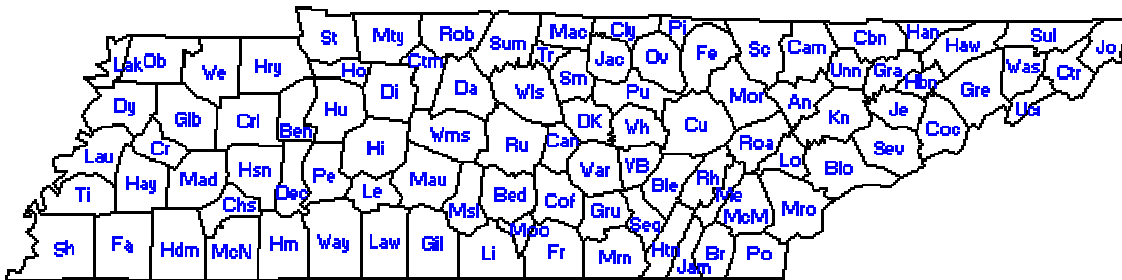 St Mty Rob Sum Mac Cly Pi Fe Sc Cam Cbn Han Haw Sul Jo
Lak Ob We Hry Ho Ctm Tr Jac Ov Unn Gra Hbn Was Ctr
Dy Glb Crl Ben Hu Di Da Wls Sm Pu Mor An Kn Je Gre Uci
Lau Cr Hi Wms Ru Can DK Wh Cu Roa Lo Blo Sev Coc
Ti Hay Mad Hsn Dec Pe Le Mau Bed Cof War VB Ble Rh Me
Chs Msl Moo Gru Seq McM Mro
Sh Fa Hdm McN Hm Way Law Gil Li Fr Mrn Htn Jam Br Po